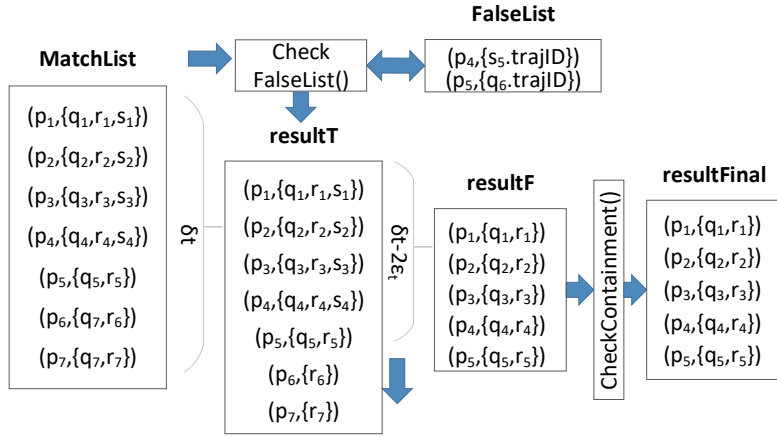 FalseList
MatchList
Check
FalseList()
(p₄,{s₅.trajID})
(p₅,{q₆.trajID})
(p₁,{q₁,r₁,s₁})
(p₂,{q₂,r₂,s₂})
(p₃,{q₃,r₃,s₃})
(p₄,{q₄,r₄,s₄})
(p₅,{q₅,r₅})
(p₆,{q₇,r₆})
(p₇,{q₇,r₇})
δt
resultT
(p₁,{q₁,r₁,s₁})
(p₂,{q₂,r₂,s₂})
(p₃,{q₃,r₃,s₃})
(p₄,{q₄,r₄,s₄})
(p₅,{q₅,r₅})
(p₆,{r₆})
(p₇,{r₇})
δt-2εₜ
resultF
(p₁,{q₁,r₁})
(p₂,{q₂,r₂})
(p₃,{q₃,r₃})
(p₄,{q₄,r₄})
(p₅,{q₅,r₅})
CheckContainment()
resultFinal
(p₁,{q₁,r₁})
(p₂,{q₂,r₂})
(p₃,{q₃,r₃})
(p₄,{q₄,r₄})
(p₅,{q₅,r₅})